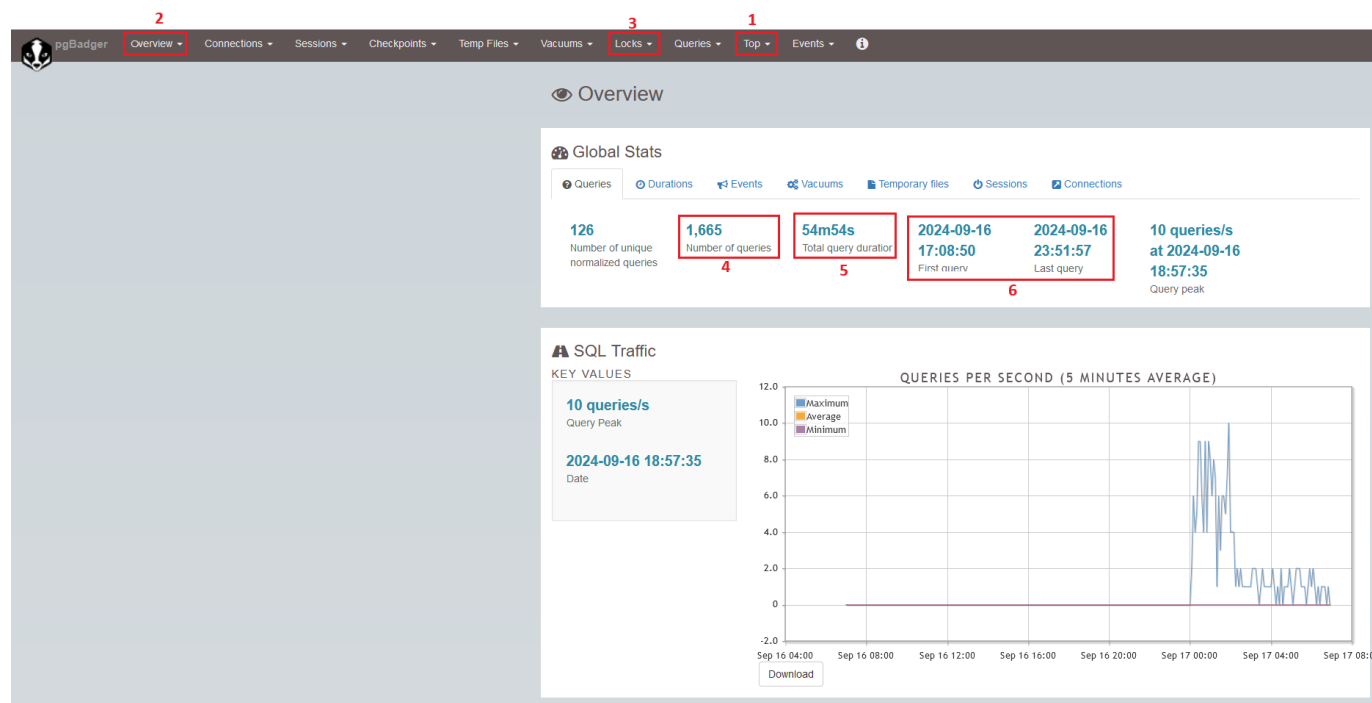 2
3
1
pgBadger Overview Connections Sessions Checkpoints Temp Files Vacuums Locks Queries Top Events
Overview
Global Stats
Queries Durations Events Vacuums Temporary files Sessions Connections
126
Number of unique
normalized queries
1,665
Number of queries
4
54m54s
Total query duration
5
2024-09-16
17:08:50
First query
2024-09-16
23:51:57
Last query
6
10 queries/s
at 2024-09-16
18:57:35
Query peak
SQL Traffic
KEY VALUES
10 queries/s
Query Peak
2024-09-16 18:57:35
Date
QUERIES PER SECOND (5 MINUTES AVERAGE)
Maximum
Average
Minimum
12.0
10.0
8.0
6.0
4.0
2.0
0
-2.0
Sep 16 04:00 Sep 16 08:00 Sep 16 12:00 Sep 16 16:00 Sep 16 20:00 Sep 17 00:00 Sep 17 04:00 Sep 17 08:
Download